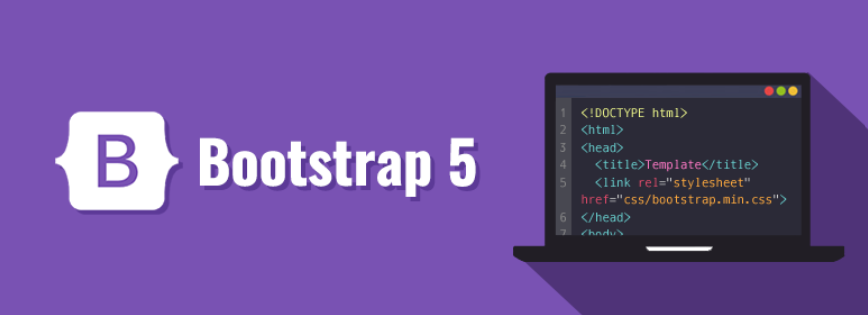 B
Bootstrap 5
1 <!DOCTYPE html>
2 <html>
3 <head>
4 <title>Template</title>
5 <link rel="stylesheet"
href="css/bootstrap.min.css">
6 </head>
7 <body>